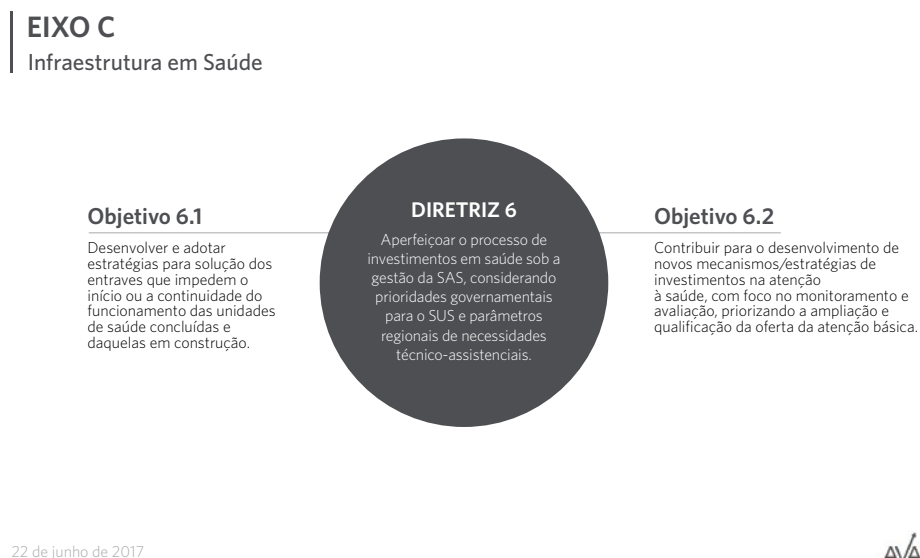 EIXO C
Infraestrutura em Saúde
Objetivo 6.1
Desenvolver e adotar
estratégias para solução dos
entraves que impedem o
início ou a continuidade do
funcionamento das unidades
de saúde concluídas e
daquelas em construção.
DIRETRIZ 6
Aperfeiçoar o processo de
investimentos em saúde sob a
gestão da SAS, considerando
prioridades governamentais
para o SUS e parâmetros
regionais de necessidades
técnico-assistenciais.
Objetivo 6.2
Contribuir para o desenvolvimento de
novos mecanismos/estratégias de
investimentos na atenção
à saúde, com foco no monitoramento e
avaliação, priorizando a ampliação e
qualificação da oferta da atenção básica.
22 de junho de 2017